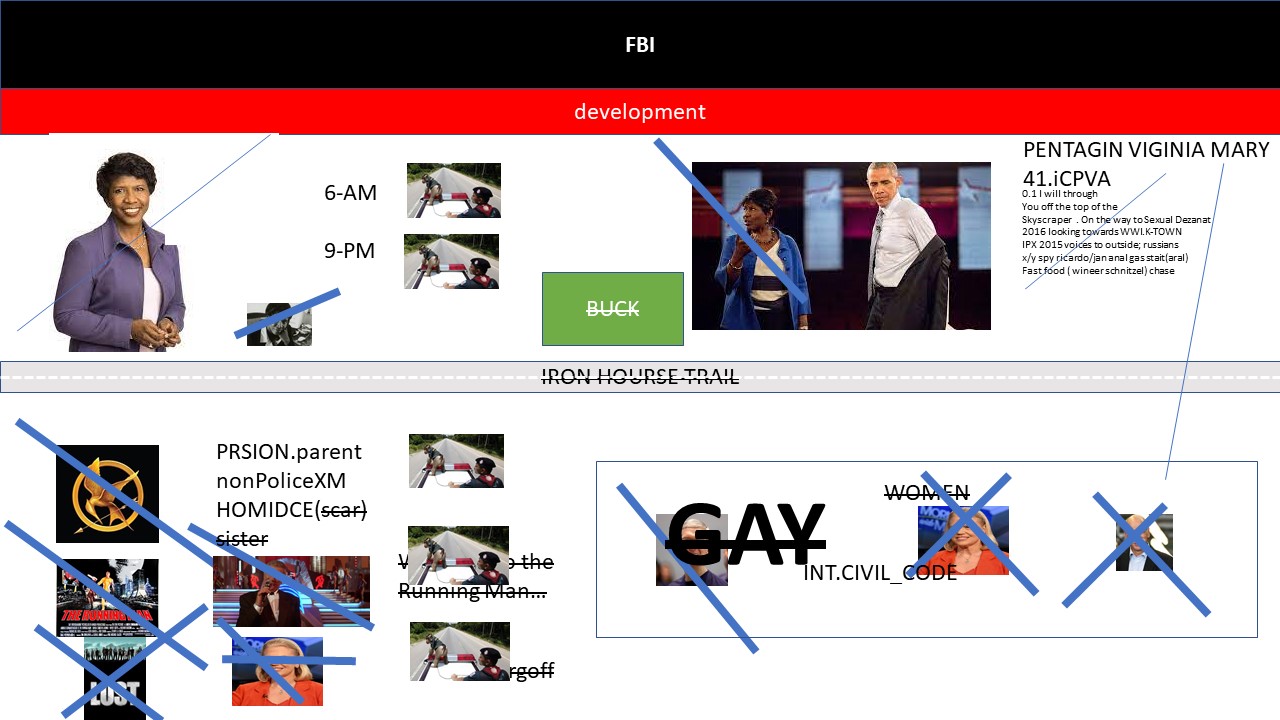 FBI
development
6-AM
9-PM
BUCK
PENTAGIN VIGINIA MARY
41.iCPVA
0.1 I will through
You off the top of the
Skyscraper . On the way to Sexual Dezanat
2016 looking towards WWI.K-TOWN
IPX 2015 voices to outside; russians
x/y spy ricardo/jan anal gas stait(aral)
Fast food ( wineer schnitzel) chase
IRON HOURSE TRAIL
PRSION.parent
nonPoliceXM
HOMIDCE(scar)
sister
the
Running Man...
rgoff
THE RUNNING MAN
LOST
WOMEN
GAY
INT.CIVIL_CODE